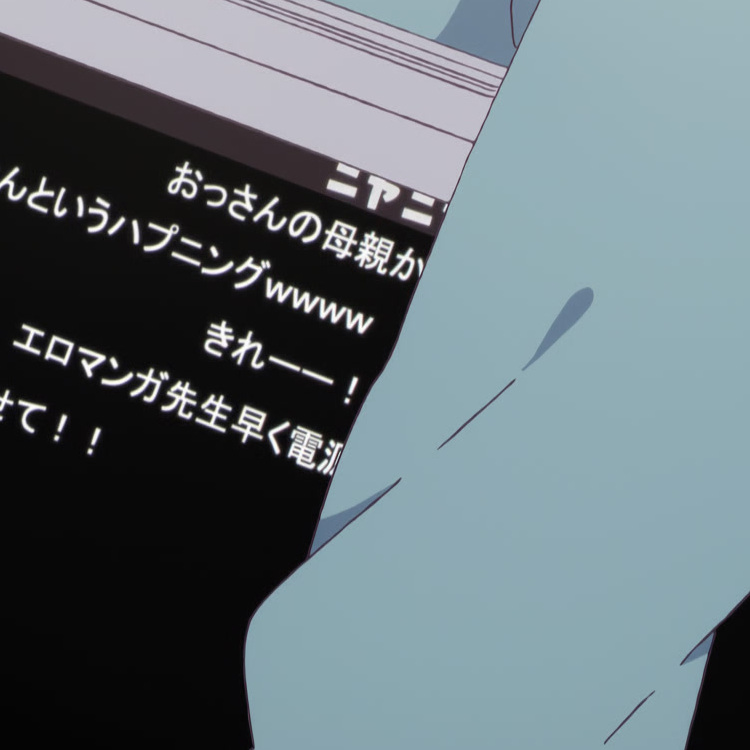 ニヤニ
おっさんの母親か
んというハプニングwwww
きれーー！
エロマンガ先生早く電源
せて！！